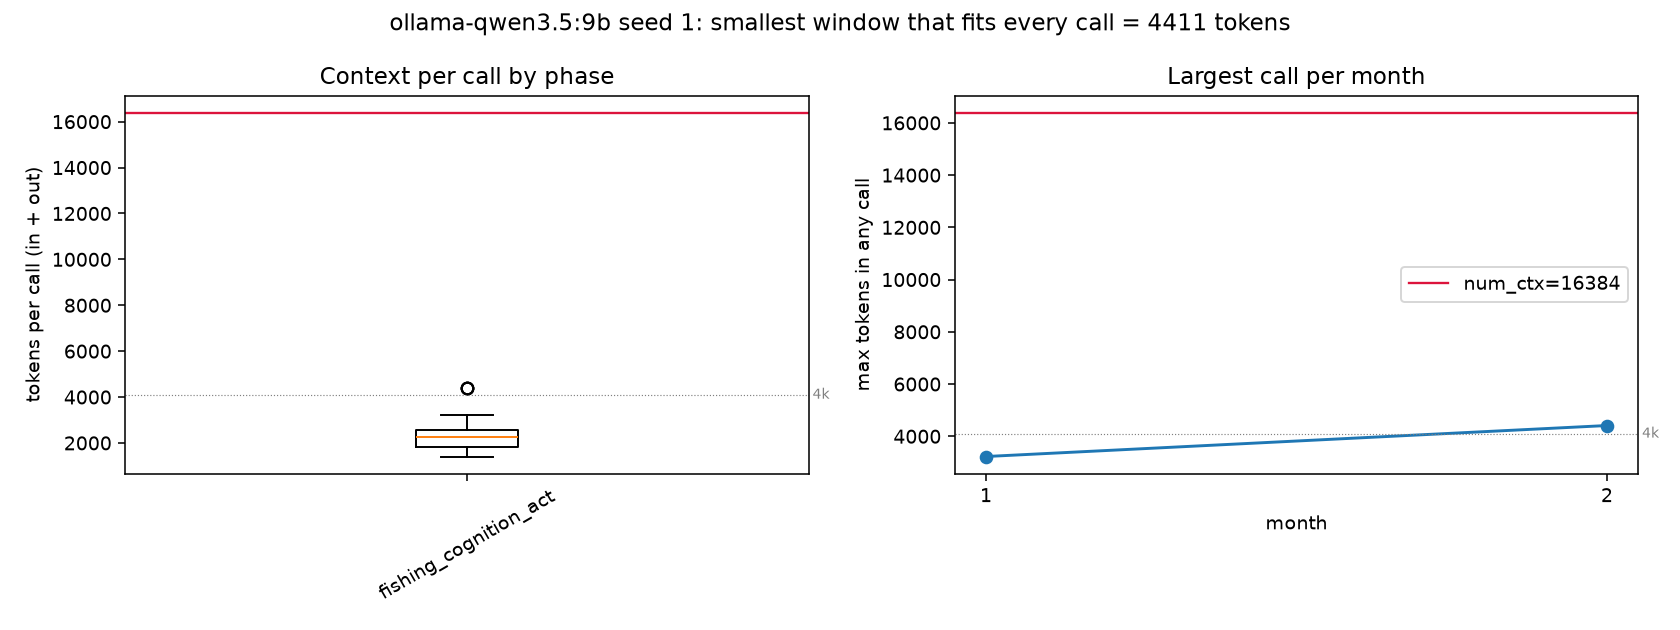 ollama-qwen3.5:9b seed 1: smallest window that fits every call = 4411 tokens
Context per call by phase
tokens per call (in + out)
16000
14000
12000
10000
8000
6000
4000
2000
4k
fishing_cognition_act
Largest call per month
max tokens in any call
16000
14000
12000
10000
8000
6000
4000
num_ctx=16384
4k
1
2
month